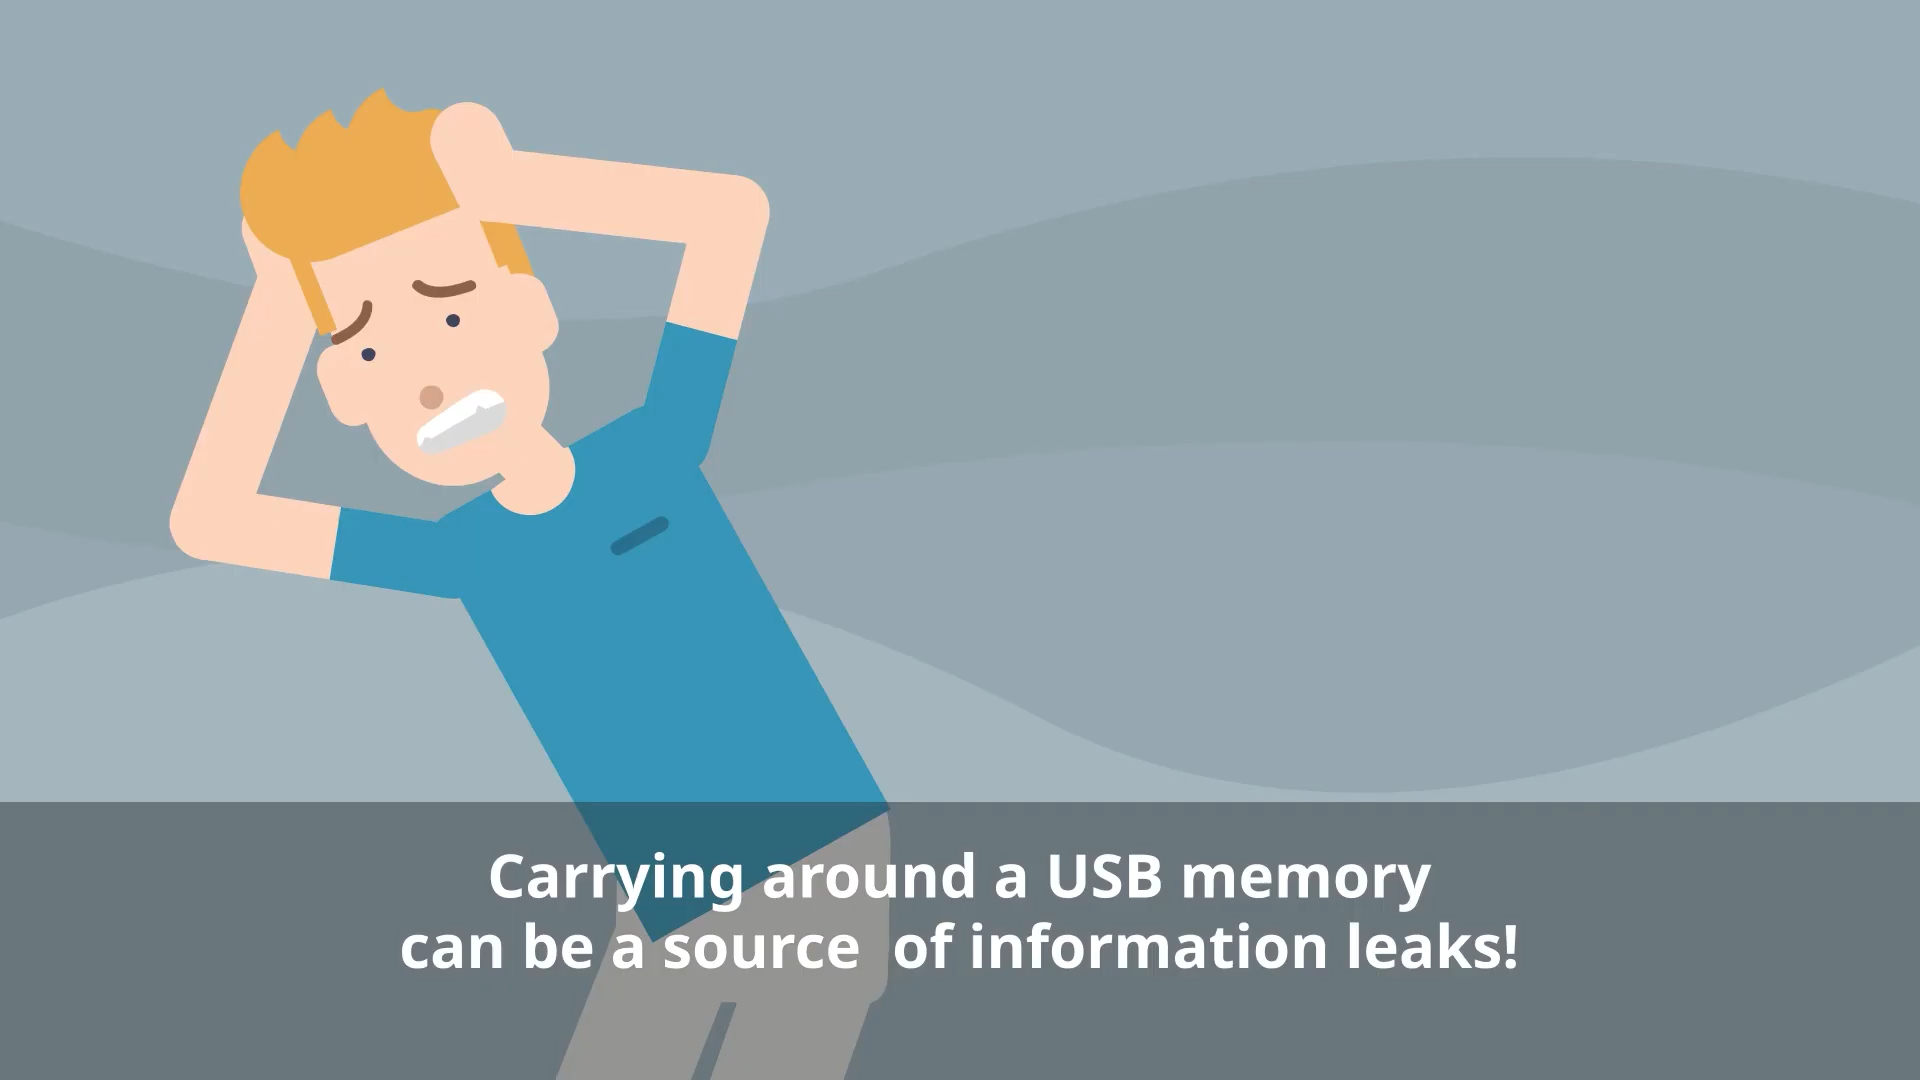 Carrying around a USB memory
can be a source  of information leaks!